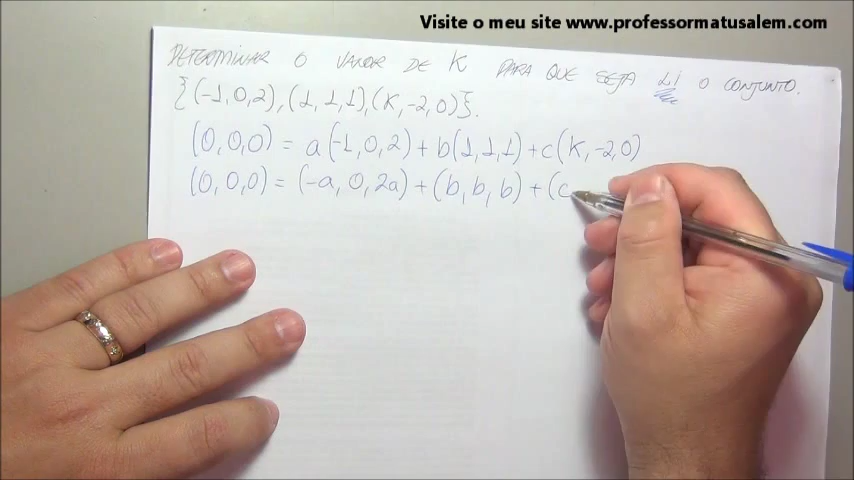 Visite o meu site www.professormatusalem.com
DETERMINAR O VALOR DE K PARA QUE SEJA LI O CONJUNTO.
{(-1,0,2),(1,1,1),(K,-2,0)}.
(0,0,0) = a(-1,0,2)+b(1,1,1)+c(K,-2,0)
(0,0,0) = (-a,0,2a)+(b,b,b)+(c